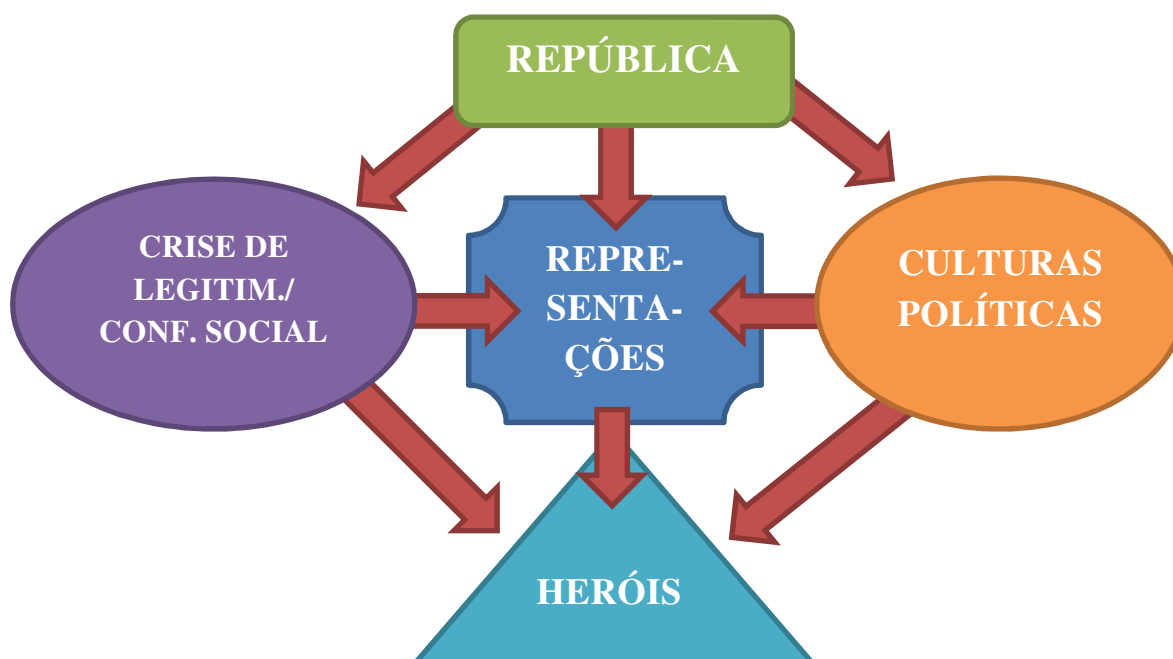 REPÚBLICA
CRISE DE
LEGITIM./
CONF. SOCIAL
REPRE-
SENTA-
ÇÕES
CULTURAS
POLÍTICAS
HERÓIS